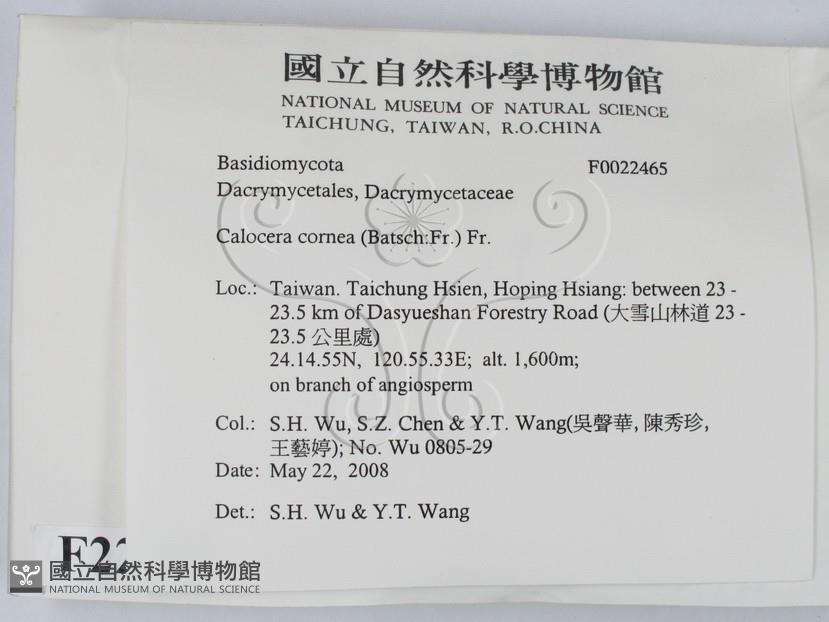 國立自然科學博物館
NATIONAL MUSEUM OF NATURAL SCIENCE
TAICHUNG, TAIWAN, R.O.CHINA
Basidiomycota F0022465
Dacrymycetales, Dacrymycetaceae
Calocera cornea (Batsch:Fr.) Fr.
Loc.: Taiwan. Taichung Hsien, Hoping Hsiang: between 23 -
23.5 km of Dasyueshan Forestry Road (大雪山林道 23 -
23.5 公里處)
24.14.55N, 120.55.33E; alt. 1,600m;
on branch of angiosperm
Col.: S.H. Wu, S.Z. Chen & Y.T. Wang(吳聲華, 陳秀珍,
王藝婷); No. Wu 0805-29
Date: May 22, 2008
Det.: S.H. Wu & Y.T. Wang
F22
國立自然科學博物館
NATIONAL MUSEUM OF NATURAL SCIENCE